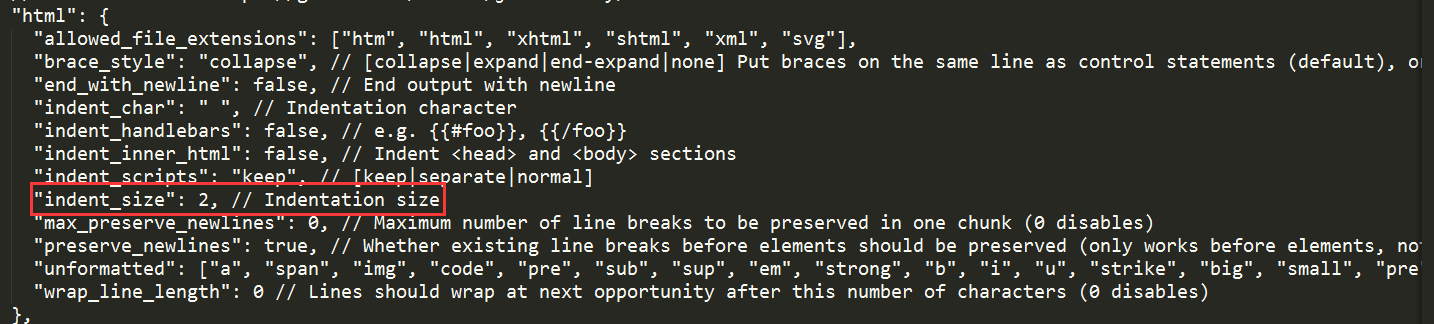 "html": {
"allowed_file_extensions": ["htm", "html", "xhtml", "shtml", "xml", "svg"],
"brace_style": "collapse", // [collapse|expand|end-expand|none] Put braces on the same line as control statements (default),
"end_with_newline": false, // End output with newline
"indent_char": " ", // Indentation character
"indent_handlebars": false, // e.g. {{#foo}}, {{/foo}}
"indent_inner_html": false, // Indent <head> and <body> sections
"indent_scripts": "keep", // [keep|separate|normal]
"indent_size": 2, // Indentation size
"max_preserve_newlines": 0, // Maximum number of line breaks to be preserved in one chunk (0 disables)
"preserve_newlines": true, // Whether existing line breaks before elements should be preserved (only works before elements,
"unformatted": ["a", "span", "img", "code", "pre", "sub", "sup", "em", "strong", "b", "i", "u", "strike", "big", "small", "pre
"wrap_line_length": 0 // Lines should wrap at next opportunity after this number of characters (0 disables)
},